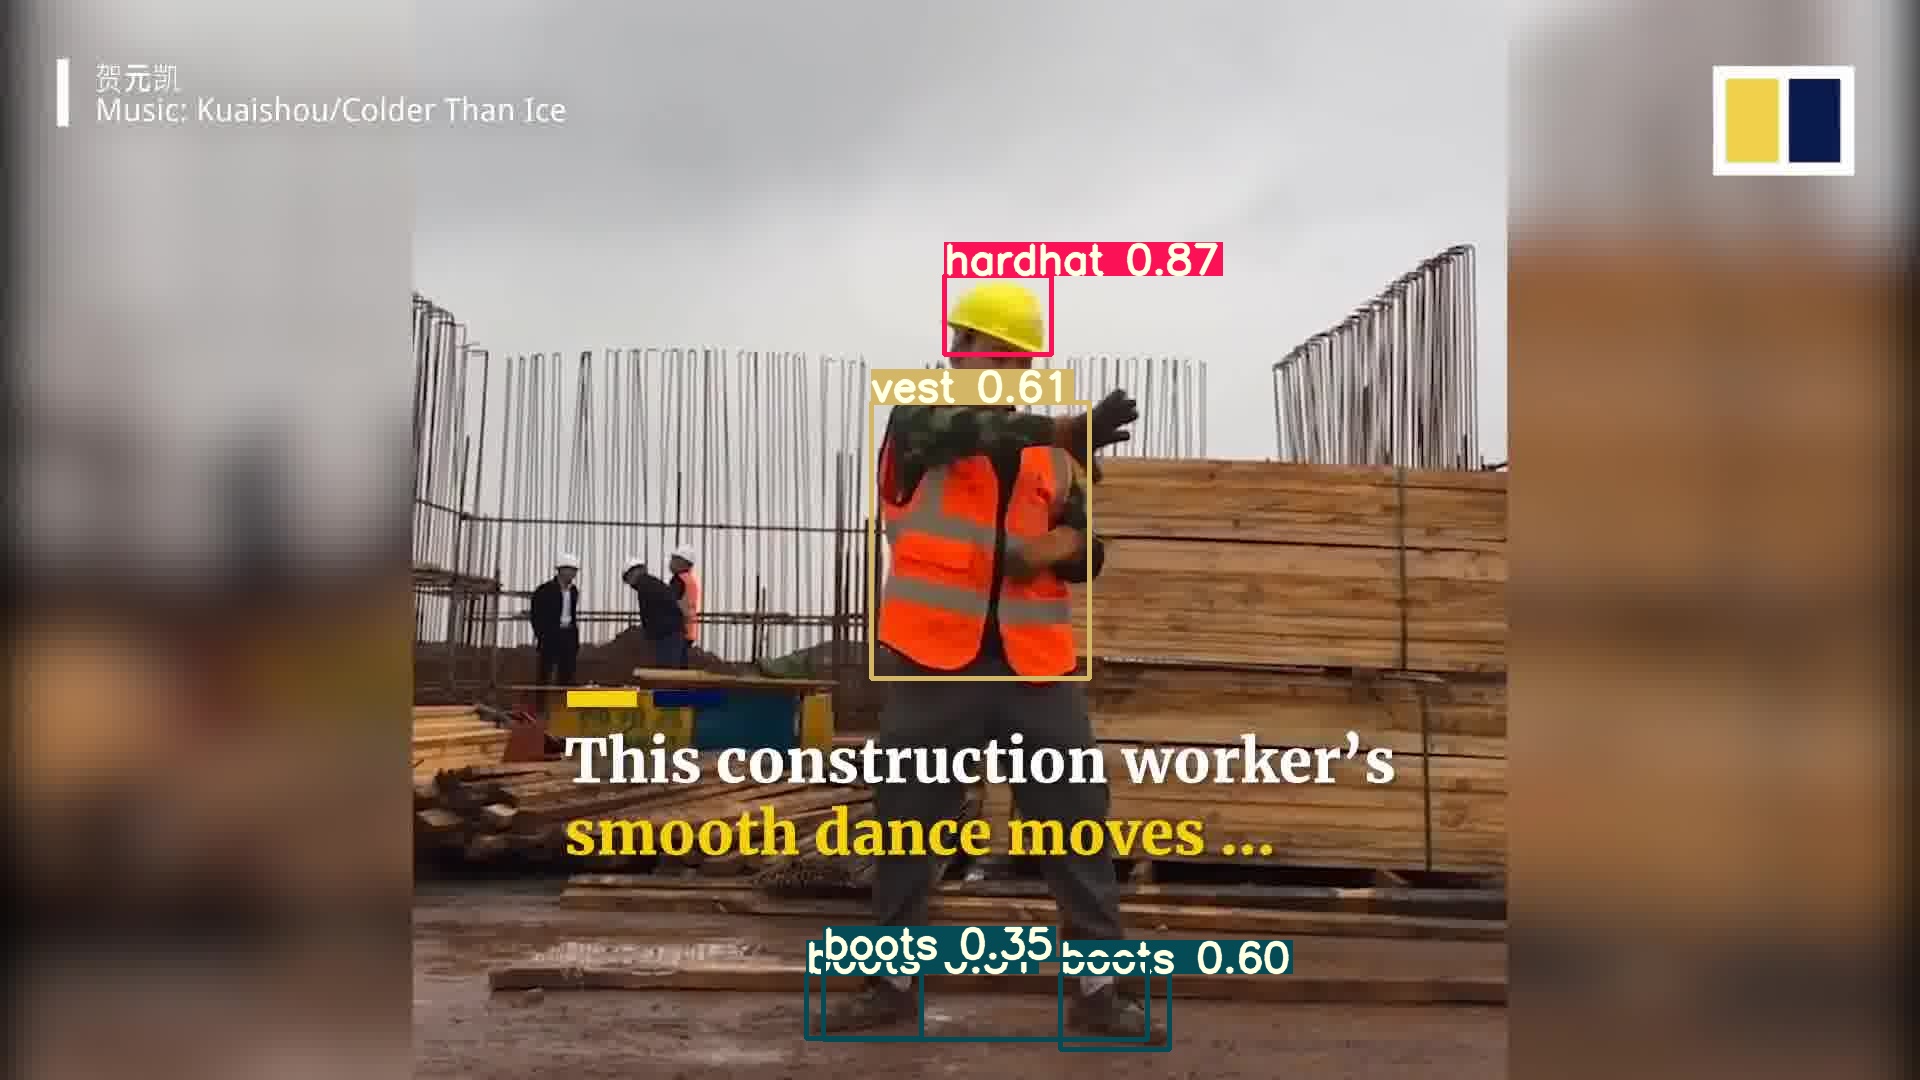 贺元凯
Music: Kuaishou/Colder Than Ice
hardhat 0.87
vest 0.61
This construction worker's
smooth dance moves ...
boots 0.35
boots 0.60